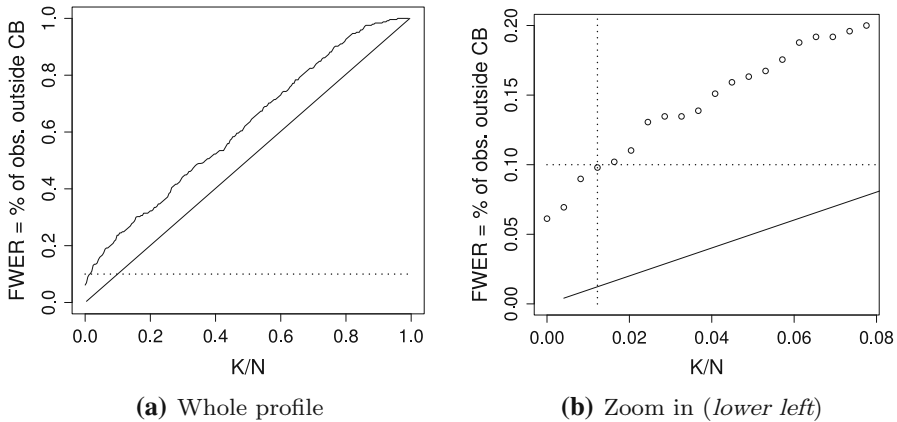 FWER = % of obs. outside CB
1.0
0.8
0.6
0.4
0.2
0.0
0.0 0.2 0.4 0.6 0.8 1.0
K/N
(a) Whole profile
FWER = % of obs. outside CB
0.20
0.15
0.10
0.05
0.00
0.00 0.02 0.04 0.06 0.08
K/N
(b) Zoom in (lower left)